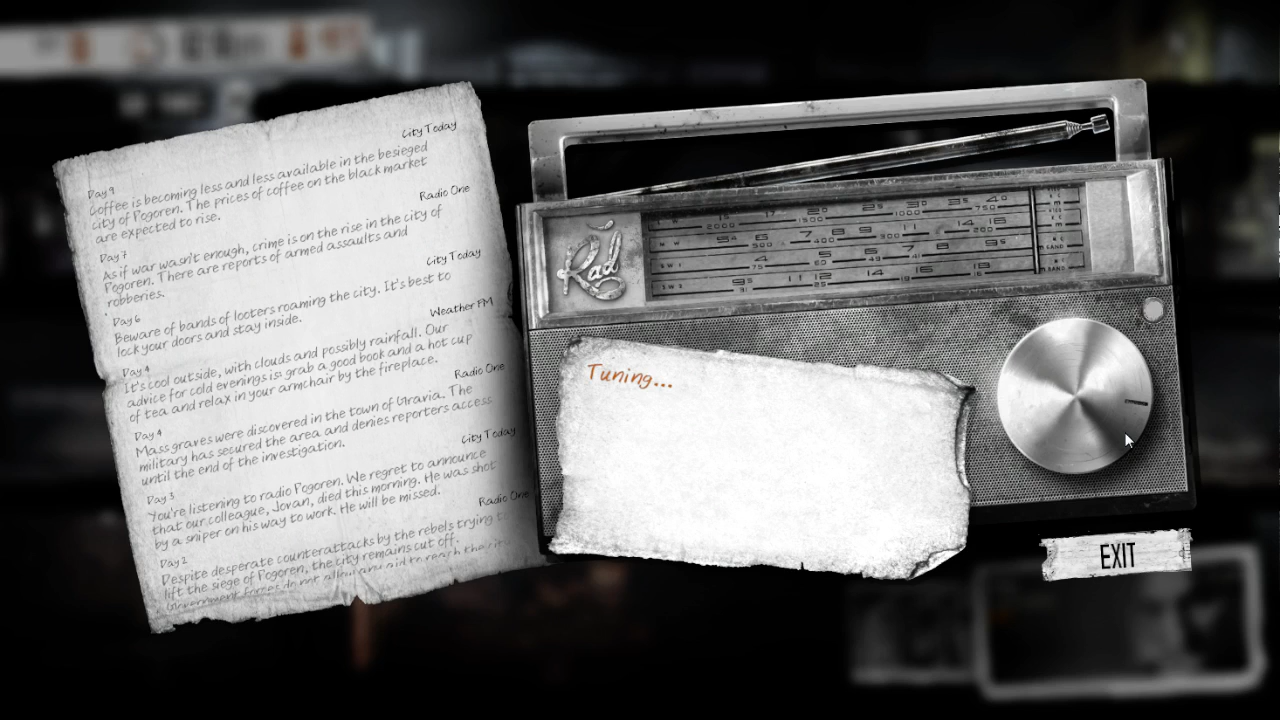 City Today
Day 9
Coffee is becoming less and less available in the besieged
city of Pogoren. The prices of coffee on the black market
are expected to rise.
Radio One
Day 7
As if war wasn't enough, crime is on the rise in the city of
Pogoren. There are reports of armed assaults and
robberies.
City Today
Day 6
Beware of bands of looters roaming the city. It's best to
lock your doors and stay inside.
Weather FM
Day 4
It's cool outside, with clouds and possibly rainfall. Our
advice for cold evenings is: grab a good book and a hot cup
of tea and relax in your armchair by the fireplace.
Radio One
Day 4
Mass graves were discovered in the town of Gravia. The
military has secured the area and denies reporters access
until the end of the investigation.
City Today
Day 3
You're listening to radio Pogoren. We regret to announce
that our colleague, Jovan, died this morning. He was shot
by a sniper on his way to work. He will be missed.
Radio One
Day 2
Despite desperate counterattacks by the rebels trying to
lift the siege of Pogoren, the city remains cut off.
Rad
Tuning...
EXIT